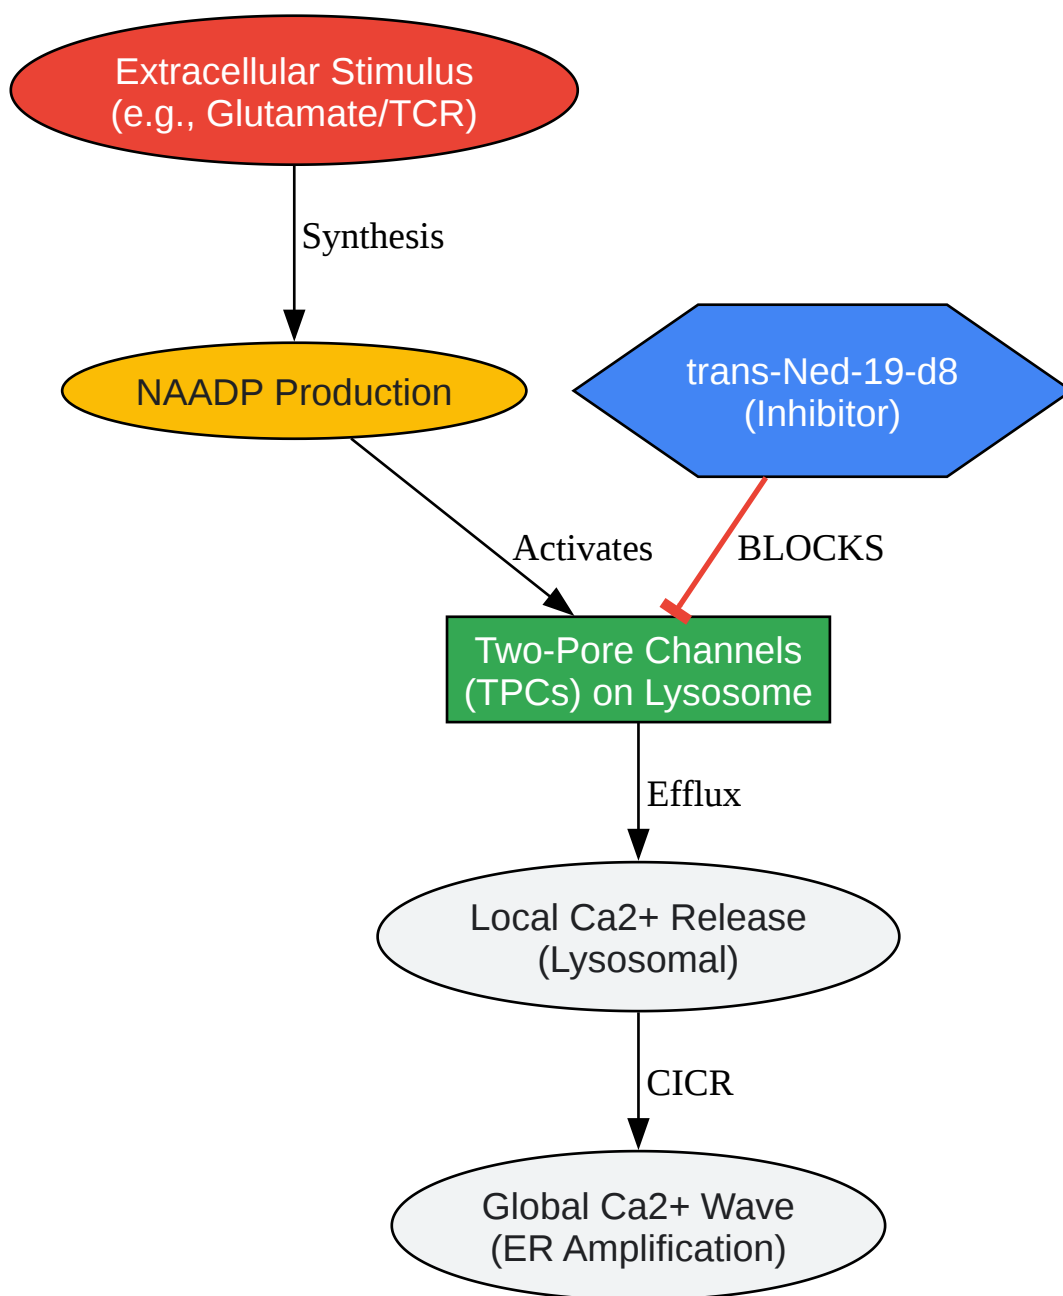 Extracellular Stimulus
(e.g., Glutamate/TCR)
Synthesis
NAADP Production
trans-Ned-19-d8
(Inhibitor)
Activates
BLOCKS
Two-Pore Channels
(TPCs) on Lysosome
Efflux
Local Ca2+ Release
(Lysosomal)
CICR
Global Ca2+ Wave
(ER Amplification)